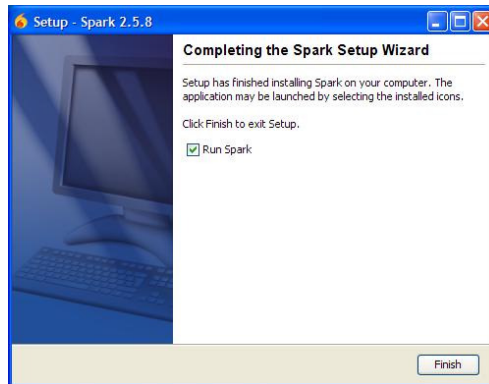 Setup - Spark 2.5.8
Completing the Spark Setup Wizard
Setup has finished installing Spark on your computer. The
application may be launched by selecting the installed icons.
Click Finish to exit Setup.
Run Spark
Finish